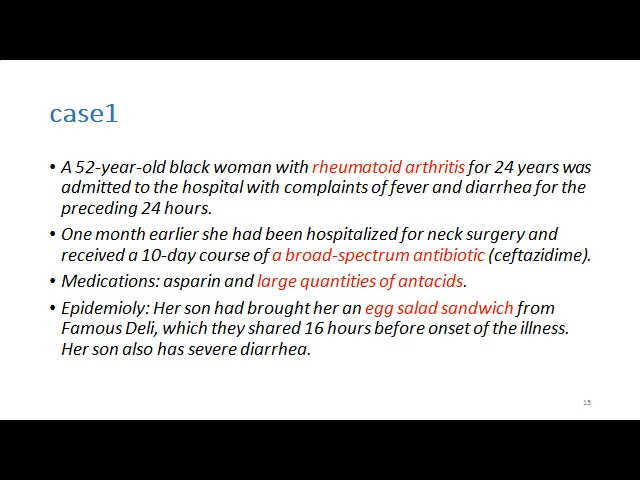 case1
• A 52-year-old black woman with rheumatoid arthritis for 24 years was
admitted to the hospital with complaints of fever and diarrhea for the
preceding 24 hours.
• One month earlier she had been hospitalized for neck surgery and
received a 10-day course of a broad-spectrum antibiotic (ceftazidime).
• Medications: asparin and large quantities of antacids.
• Epidemioly: Her son had brought her an egg salad sandwich from
Famous Deli, which they shared 16 hours before onset of the illness.
Her son also has severe diarrhea.
15